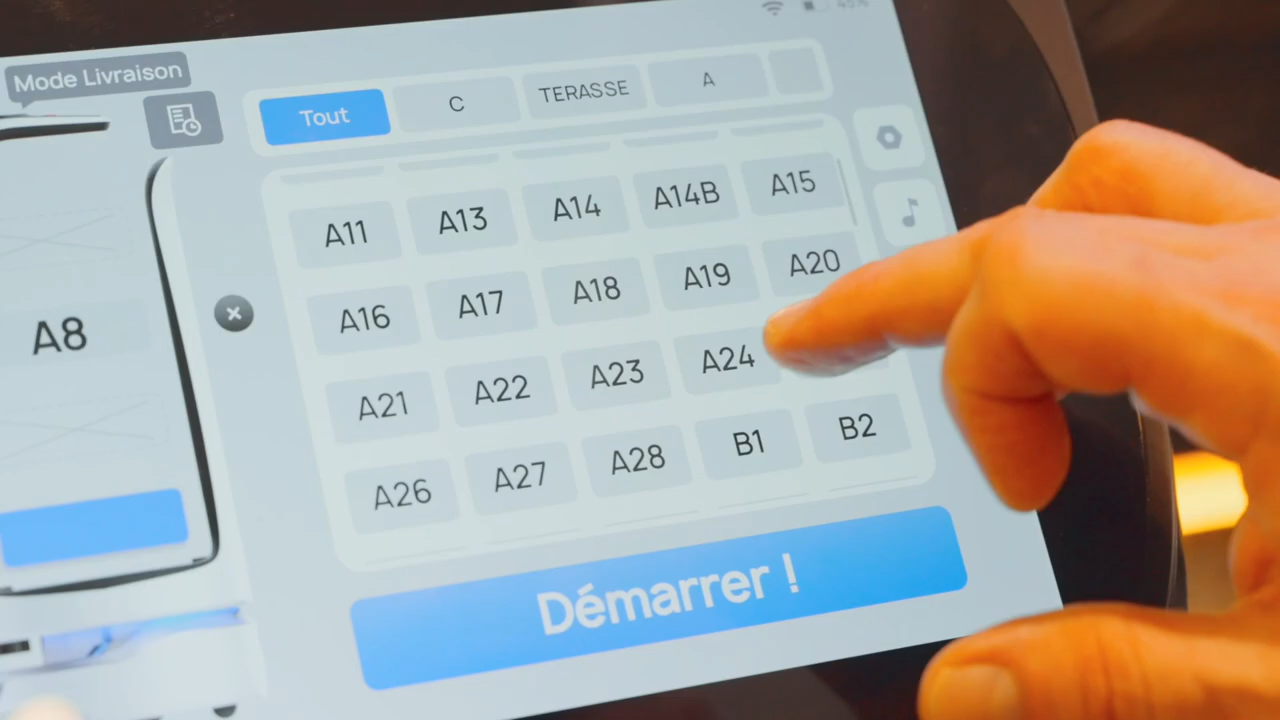 45%
Mode Livraison
Tout C TERASSE A
A11 A13 A14 A14B A15
A16 A17 A18 A19 A20
A8
A21 A22 A23 A24
A26 A27 A28 B1 B2
Démarrer !